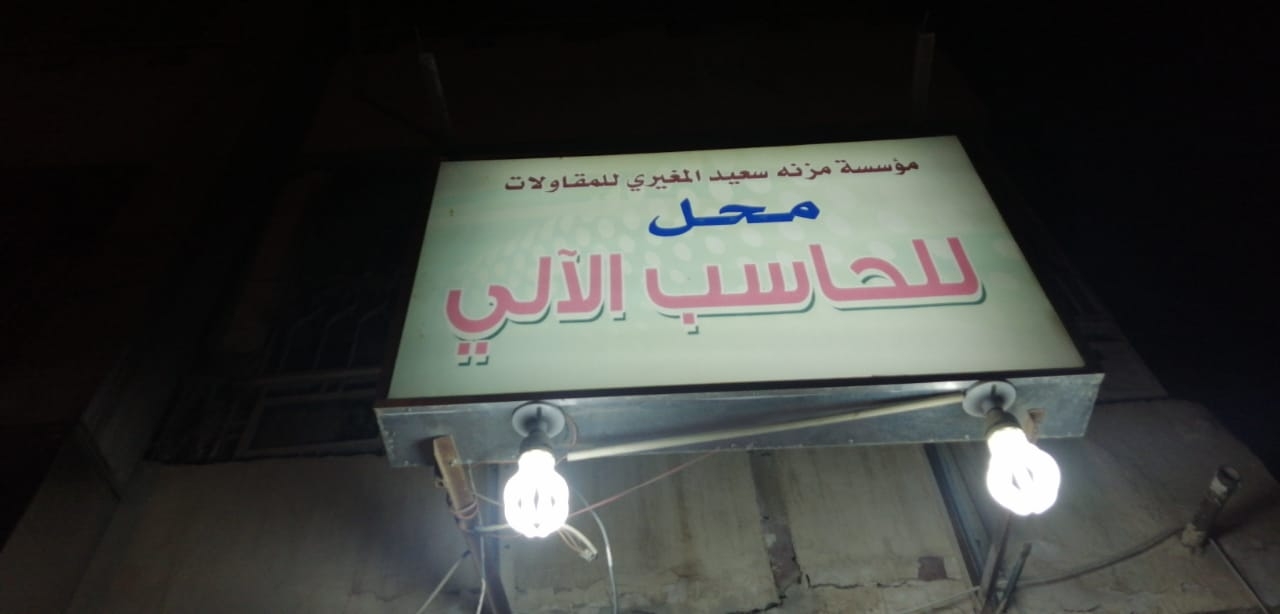 مؤسسة مزنه سعيد المغيري للمقاولات
محل
للحاسب الآلي